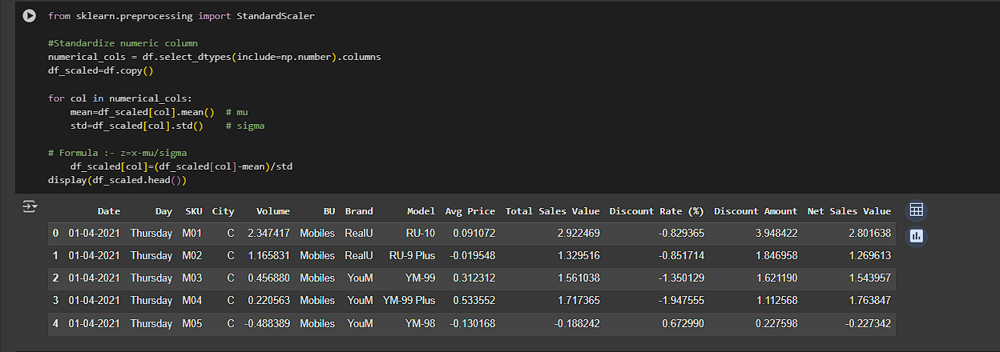 from sklearn.preprocessing import StandardScaler
#Standardize numeric column
numerical_cols = df.select_dtypes(include=np.number).columns
df_scaled=df.copy()
for col in numerical_cols:
    mean=df_scaled[col].mean()  # mu
    std=df_scaled[col].std()    # sigma
# Formula :- z=x-mu/sigma
    df_scaled[col]=(df_scaled[col]-mean)/std
display(df_scaled.head())
Date Day SKU City Volume BU Brand Model Avg Price Total Sales Value Discount Rate (%) Discount Amount Net Sales Value
0 01-04-2021 Thursday M01 C 2.347417 Mobiles RealU RU-10 0.091072 2.922469 -0.829365 3.948422 2.801638
1 01-04-2021 Thursday M02 C 1.165831 Mobiles RealU RU-9 Plus -0.019548 1.329516 -0.851714 1.846958 1.269613
2 01-04-2021 Thursday M03 C 0.456880 Mobiles YouM YM-99 0.312312 1.561038 -1.350129 1.621190 1.543957
3 01-04-2021 Thursday M04 C 0.220563 Mobiles YouM YM-99 Plus 0.533552 1.717365 -1.947555 1.112568 1.763847
4 01-04-2021 Thursday M05 C -0.488389 Mobiles YouM YM-98 -0.130168 -0.188242 0.672990 0.227598 -0.227342